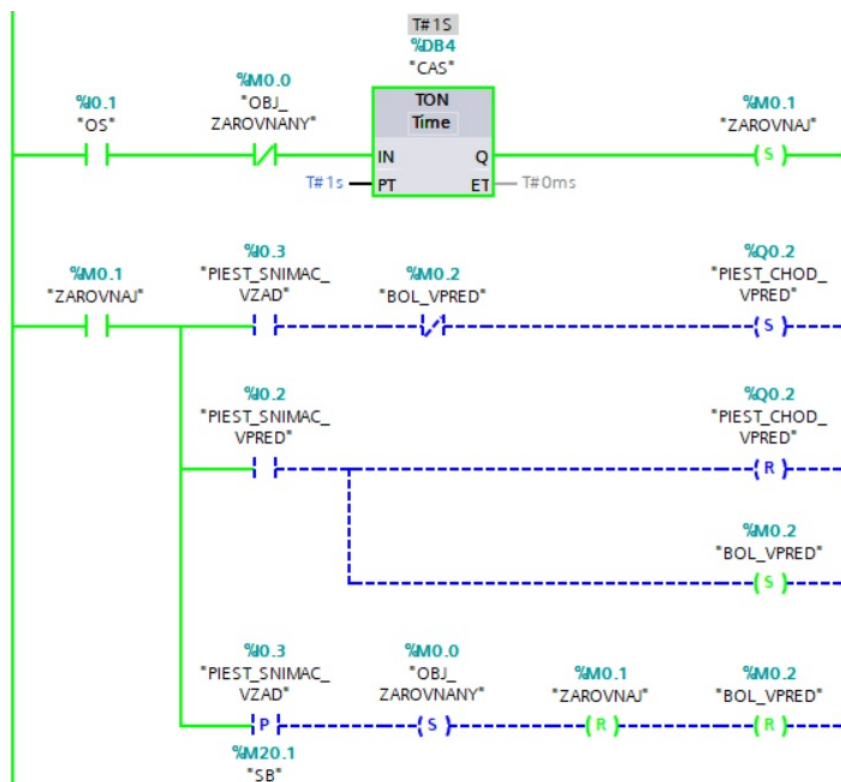 T#1S
%DB4
"CAS"
%I0.1
"OS"
%M0.0
"OBJ_
ZAROVNANY"
TON
Time
IN
Q
T#1s
PT
ET
T#0ms
%M0.1
"ZAROVNAJ"
S
%M0.1
"ZAROVNAJ"
%I0.3
"PIEST_SNIMAC_
VZAD"
%M0.2
"BOL_VPRED"
%Q0.2
"PIEST_CHOD_
VPRED"
S
%I0.2
"PIEST_SNIMAC_
VPRED"
%Q0.2
"PIEST_CHOD_
VPRED"
R
%M0.2
"BOL_VPRED"
S
%I0.3
"PIEST_SNIMAC_
VZAD"
P
%M20.1
"SB"
%M0.0
"OBJ_
ZAROVNANY"
S
%M0.1
"ZAROVNAJ"
R
%M0.2
"BOL_VPRED"
R